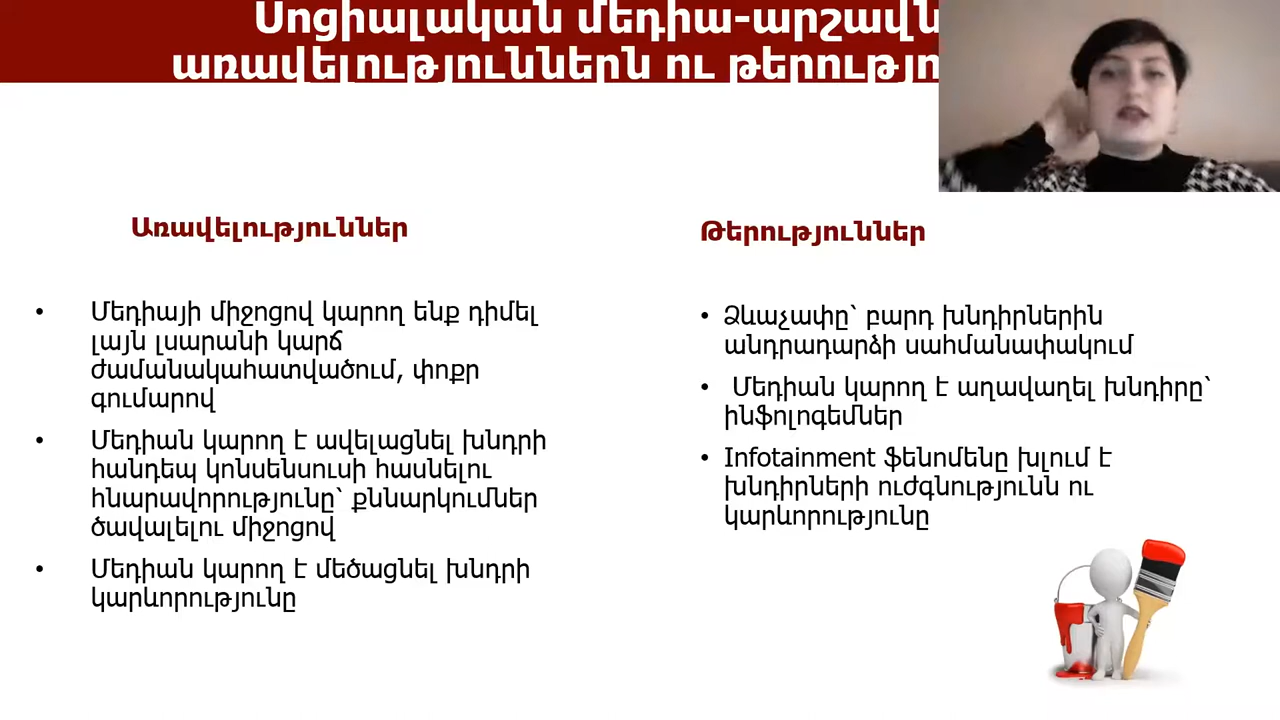 Սոցիալական մեդիա-արշավն
առավելություններն ու թերությո
Առավելություններ
• Մեդիայի միջոցով կարող ենք դիմել
լայն լսարանի կարճ
ժամանակահատվածում, փոքր
գումարով
• Մեդիան կարող է ավելացնել խնդրի
հանդեպ կոնսենսուսի հասնելու
հնարավորությունը՝ քննարկումներ
ծավալելու միջոցով
• Մեդիան կարող է մեծացնել խնդրի
կարևորությունը
Թերություններ
• Ձևաչափը՝ բարդ խնդիրներին
անդրադարձի սահմանափակում
• Մեդիան կարող է աղավաղել խնդիրը՝
ինֆոլոգեմներ
• Infotainment ֆենոմենը խլում է
խնդիրների ուժգնությունն ու
կարևորությունը